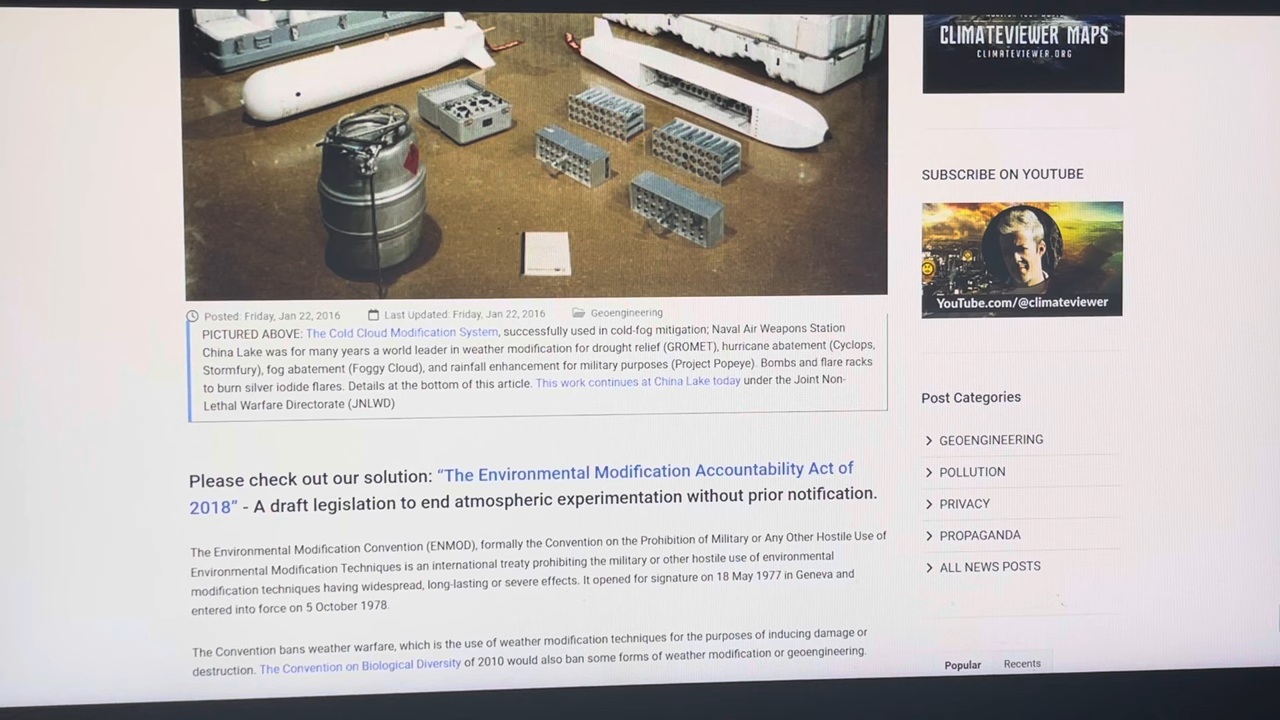 CLIMATEVIEWER MAPS
CLIMATEVIEWER.ORG
SUBSCRIBE ON YOUTUBE
YouTube.com/@climateviewer
Posted: Friday, Jan 22, 2016 Last Updated: Friday, Jan 22, 2016 Geoengineering
PICTURED ABOVE: The Cold Cloud Modification System, successfully used in cold-fog mitigation; Naval Air Weapons Station
China Lake was for many years a world leader in weather modification for drought relief (GROMET), hurricane abatement (Cyclops,
Stormfury), fog abatement (Foggy Cloud), and rainfall enhancement for military purposes (Project Popeye). Bombs and flare racks
to burn silver iodide flares. Details at the bottom of this article. This work continues at China Lake today under the Joint Non-
Lethal Warfare Directorate (JNLWD)
Please check out our solution: “The Environmental Modification Accountability Act of
2018” - A draft legislation to end atmospheric experimentation without prior notification.
The Environmental Modification Convention (ENMOD), formally the Convention on the Prohibition of Military or Any Other Hostile Use of
Environmental Modification Techniques is an international treaty prohibiting the military or other hostile use of environmental
modification techniques having widespread, long-lasting or severe effects. It opened for signature on 18 May 1977 in Geneva and
entered into force on 5 October 1978.
The Convention bans weather warfare, which is the use of weather modification techniques for the purposes of inducing damage or
destruction. The Convention on Biological Diversity of 2010 would also ban some forms of weather modification or geoengineering.
Post Categories
GEOENGINEERING
POLLUTION
PRIVACY
PROPAGANDA
ALL NEWS POSTS
Popular Recents